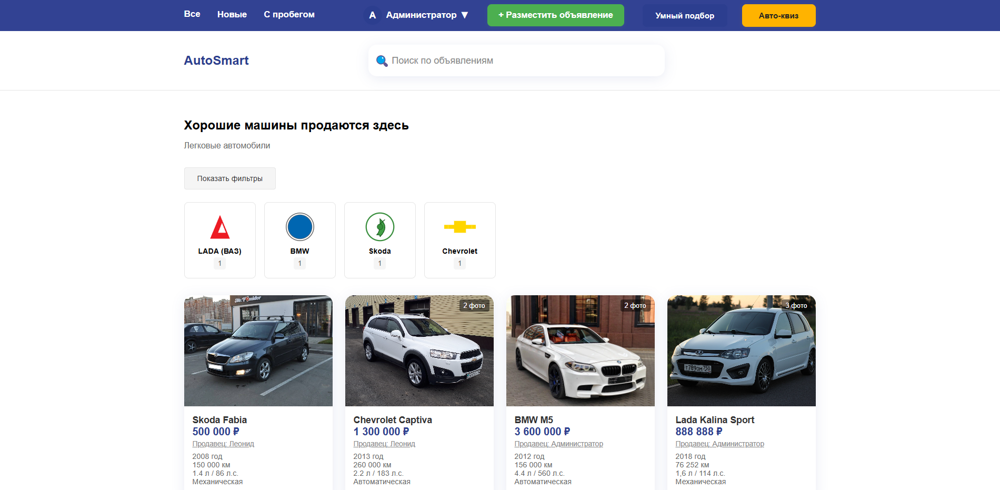 Все Новые С пробегом А Администратор ▼ + Разместить объявление Умный подбор Авто-квиз
AutoSmart
Поиск по объявлениям
Хорошие машины продаются здесь
Легковые автомобили
Показать фильтры
LADA (ВАЗ) BMW Skoda Chevrolet
1 1 1 1
Mr. Pomidor
2 фото 2 фото 3 фото
т789ом 750
Skoda Fabia
500 000 ₽
Продавец: Леонид
2008 год
150 000 км
1.4 л / 86 л.с.
Механическая
Chevrolet Captiva
1 300 000 ₽
Продавец: Леонид
2013 год
260 000 км
2.2 л / 183 л.с.
Автоматическая
BMW M5
3 600 000 ₽
Продавец: Администратор
2012 год
156 000 км
4.4 л / 560 л.с.
Автоматическая
Lada Kalina Sport
888 888 ₽
Продавец: Администратор
2018 год
76 252 км
1,6 л / 114 л.с.
Механическая